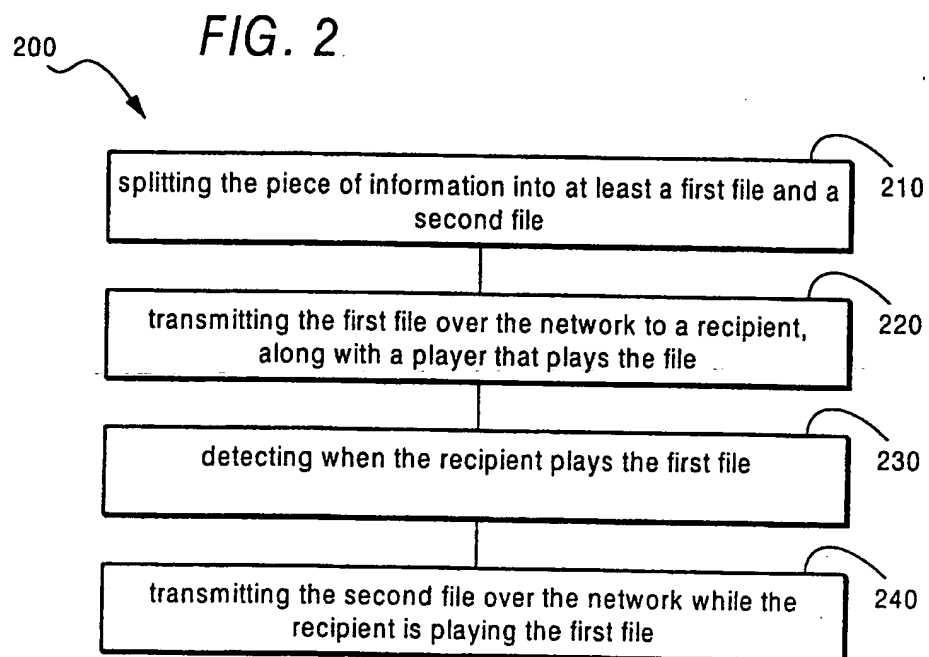 FIG. 2
200
splitting the piece of information into at least a first file and a
second file
210
transmitting the first file over the network to a recipient,
along with a player that plays the file
220
detecting when the recipient plays the first file
230
transmitting the second file over the network while the
recipient is playing the first file
240